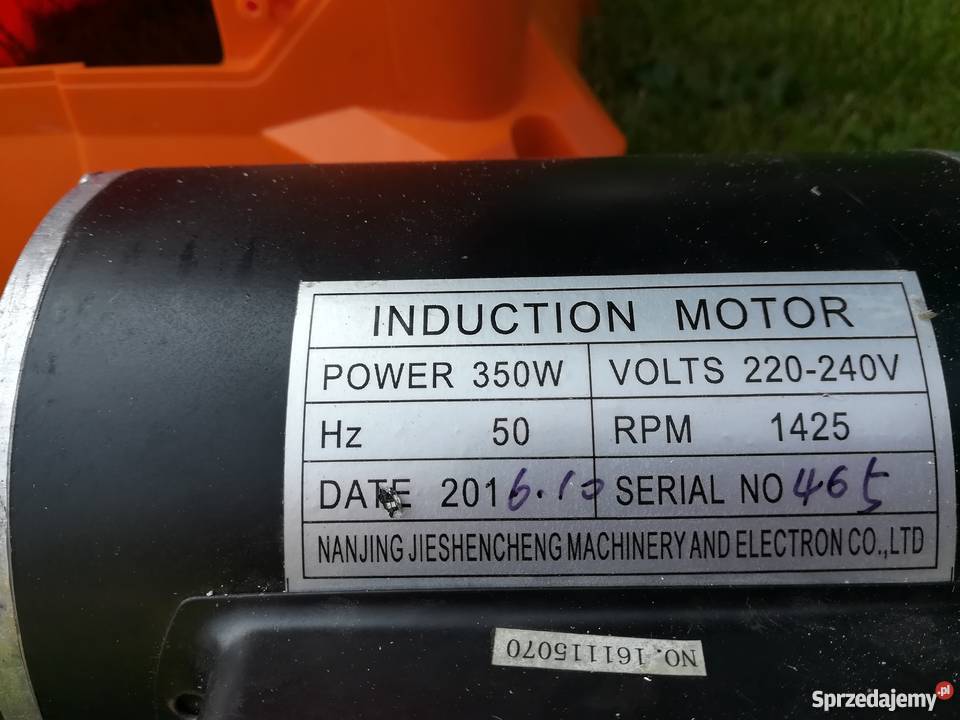 INDUCTION MOTOR
POWER 350W VOLTS 220-240V
Hz 50 RPM 1425
DATE 2016.10 SERIAL NO 465
NANJING JIESHENCHENG MACHINERY AND ELECTRON CO.,LTD
NO. 161115070
Sprzedajemy.pl